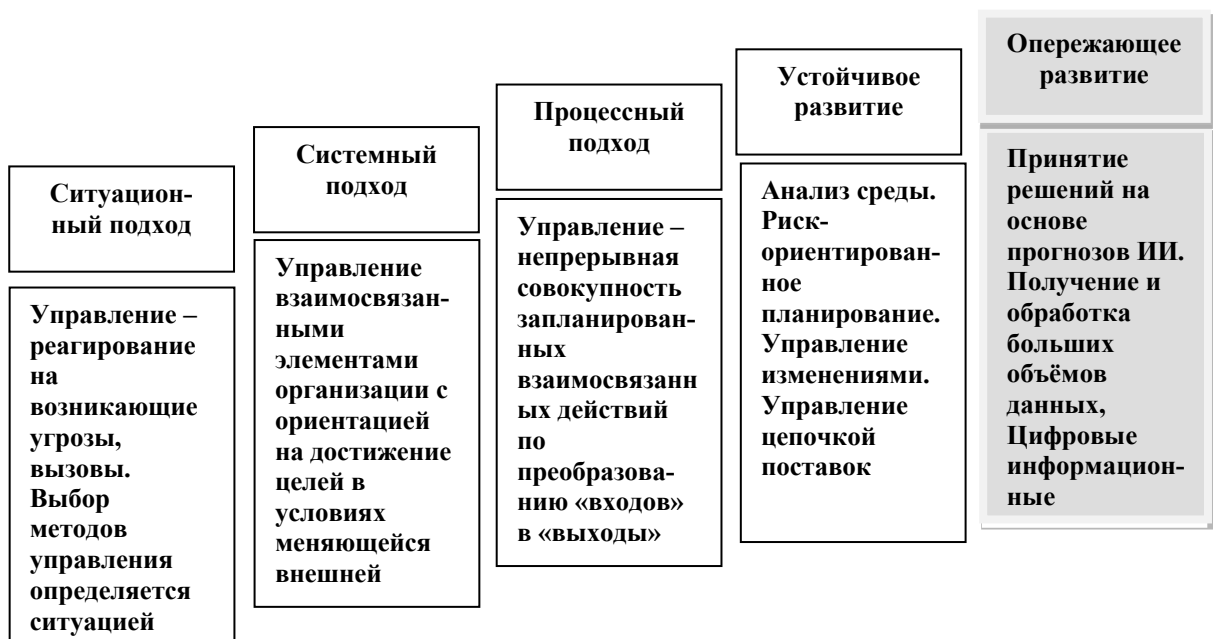 Ситуацион-
ный подход
Управление –
реагирование
на
возникающие
угрозы,
вызовы.
Выбор
методов
управления
определяется
ситуацией
Системный
подход
Управление
взаимосвязан-
ными
элементами
организации с
ориентацией
на достижение
целей в
условиях
меняющейся
внешней
Процессный
подход
Управление –
непрерывная
совокупность
запланирован-
ных
взаимосвязанн
ых действий
по
преобразова-
нию «входов»
в «выходы»
Устойчивое
развитие
Анализ среды.
Риск-
ориентирован-
ное
планирование.
Управление
изменениями.
Управление
цепочкой
поставок
Опережающее
развитие
Принятие
решений на
основе
прогнозов ИИ.
Получение и
обработка
больших
объёмов
данных,
Цифровые
информацион-
ные